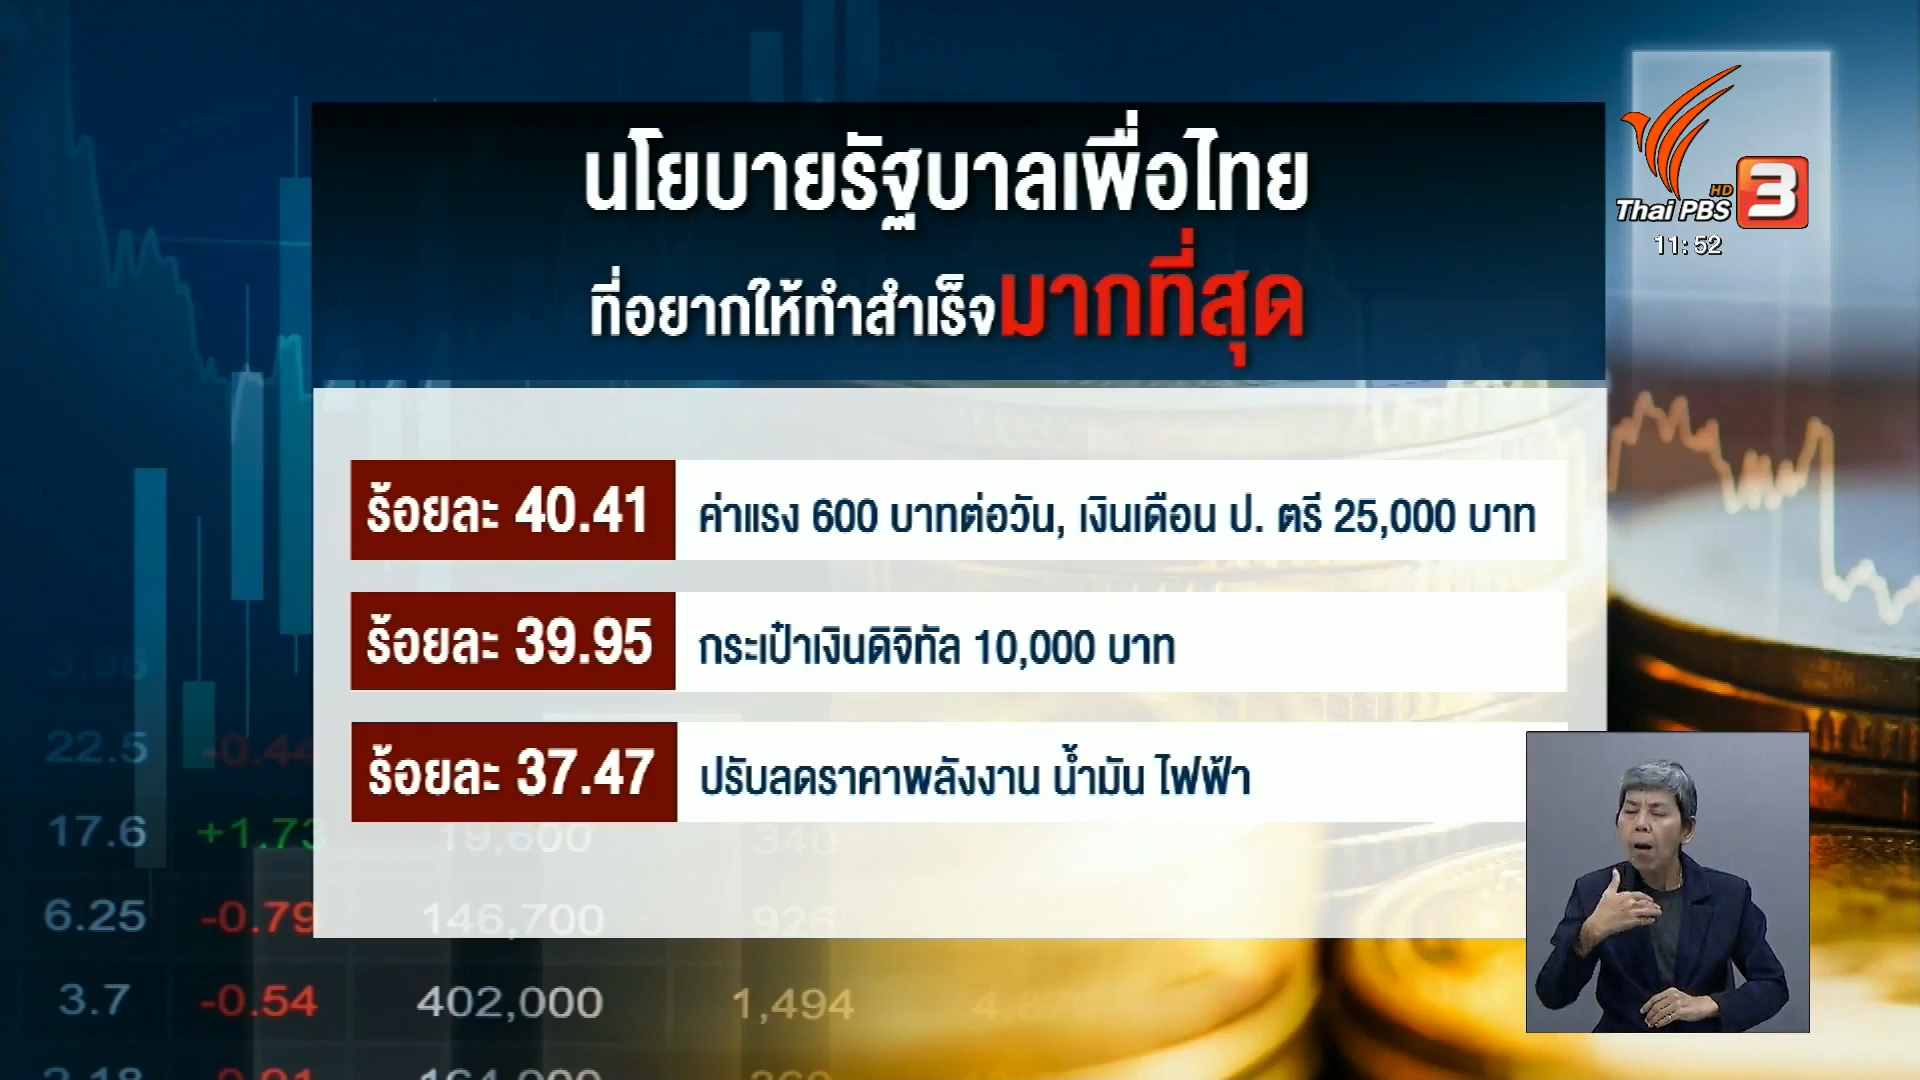 นโยบายรัฐบาลเพื่อไทย
ที่อยากให้ทำสำเร็จมากที่สุด
HD
Thai PBS 3
11:52
ร้อยละ 40.41 ค่าแรง 600 บาทต่อวัน, เงินเดือน ป. ตรี 25,000 บาท
ร้อยละ 39.95 กระเป๋าเงินดิจิทัล 10,000 บาท
ร้อยละ 37.47 ปรับลดราคาพลังงาน น้ำมัน ไฟฟ้า
3.96
22.5 -0.44
17.6 +1.73 19,600 340
6.25 -0.79 146,700 926
3.7 -0.54 402,000 1,494